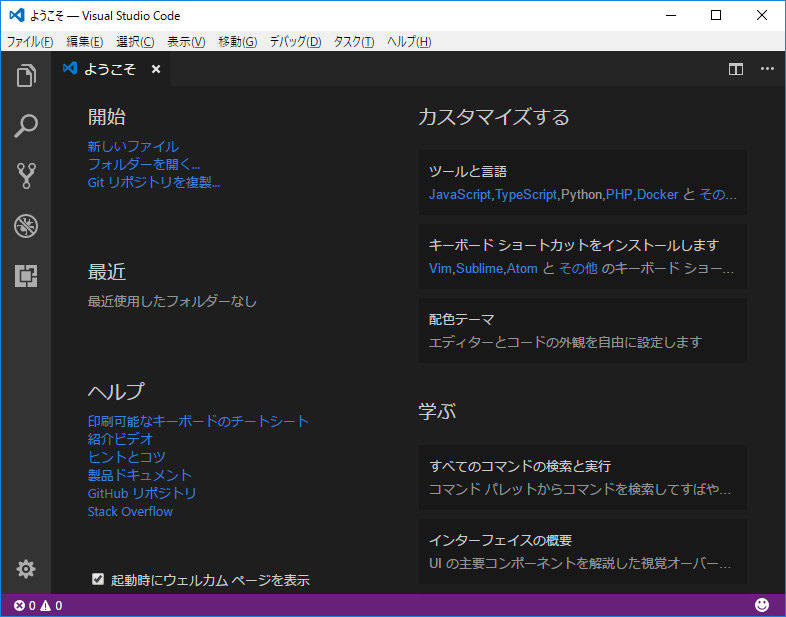 ようこそ — Visual Studio Code
ファイル(F) 編集(E) 選択(C) 表示(V) 移動(G) デバッグ(D) タスク(T) ヘルプ(H)
ようこそ
開始
新しいファイル
フォルダーを開く...
Git リポジトリを複製...
最近
最近使用したフォルダーなし
ヘルプ
印刷可能なキーボードのチートシート
紹介ビデオ
ヒントとコツ
製品ドキュメント
GitHub リポジトリ
Stack Overflow
起動時にウェルカム ページを表示
カスタマイズする
ツールと言語
JavaScript,TypeScript,Python,PHP,Docker と その...
キーボード ショートカットをインストールします
Vim,Sublime,Atom と その他 のキーボード ショー...
配色テーマ
エディターとコードの外観を自由に設定します
学ぶ
すべてのコマンドの検索と実行
コマンド パレットからコマンドを検索してすばや...
インターフェイスの概要
UI の主要コンポーネントを解説した視覚オーバー...
0 0